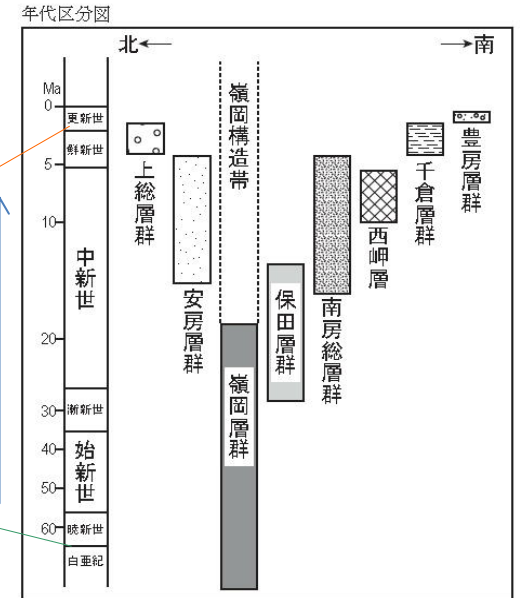 年代区分図
北←
→南
Ma
0
更新世
鮮新世
5
10
中新世
20
漸新世
30
40
始新世
50
60
暁新世
白亜紀
上総層群
安房層群
嶺岡構造帯
嶺岡層群
保田層群
南房総層群
西岬層
千倉層群
豊房層群